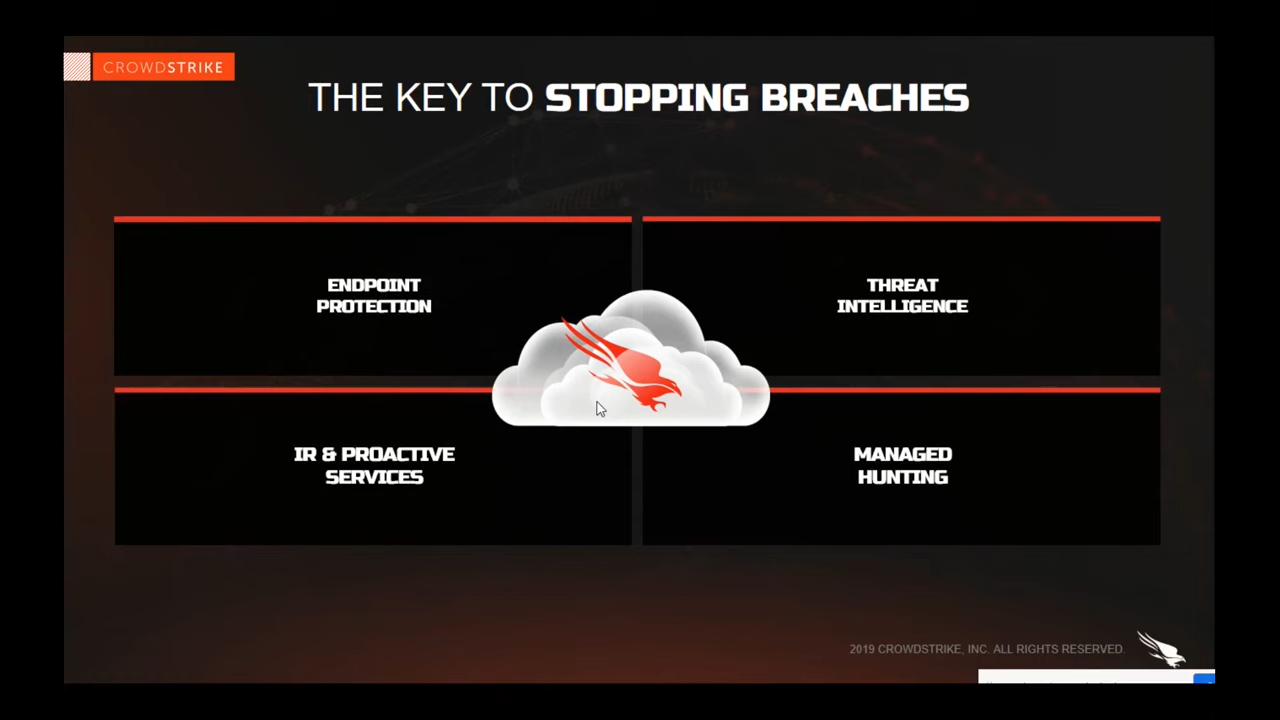 CROWDSTRIKE
THE KEY TO STOPPING BREACHES
ENDPOINT
PROTECTION
THREAT
INTELLIGENCE
IR & PROACTIVE
SERVICES
MANAGED
HUNTING
2019 CROWDSTRIKE, INC. ALL RIGHTS RESERVED.